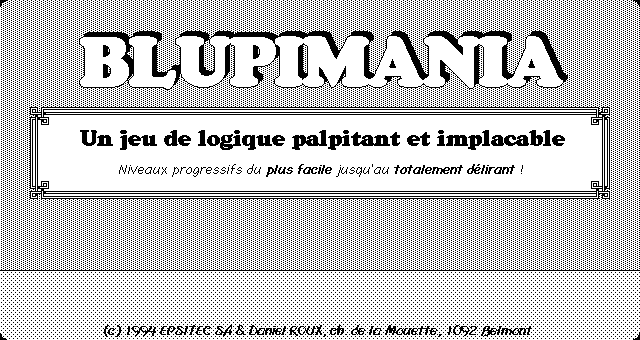 BLUPIMANIA
Un jeu de logique palpitant et implacable
Niveaux progressifs du plus facile jusqu'au totalement délirant !
(c) 1994 EPSITEC SA & Daniel ROUX, ch. de la Mouette, 1092 Belmont